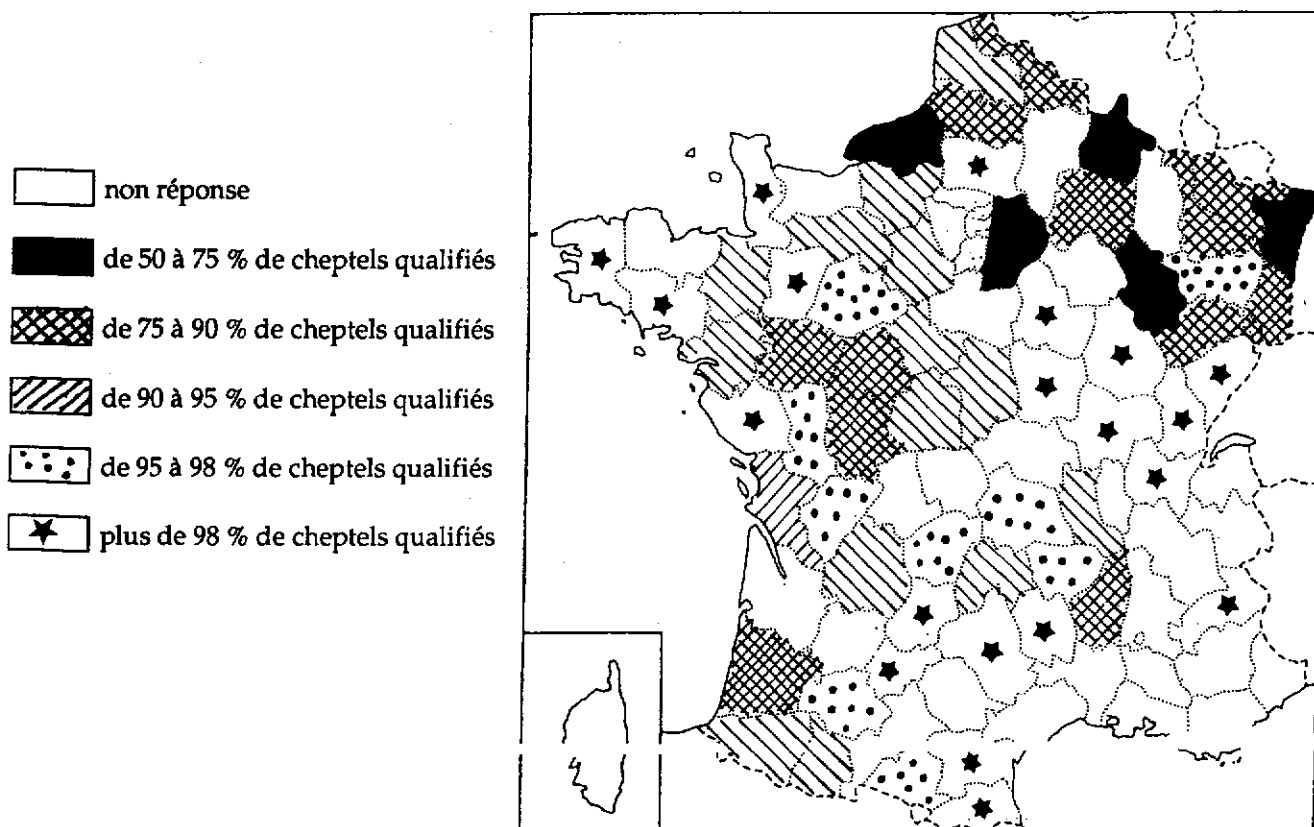 non réponse
de 50 à 75 % de cheptels qualifiés
de 75 à 90 % de cheptels qualifiés
de 90 à 95 % de cheptels qualifiés
de 95 à 98 % de cheptels qualifiés
plus de 98 % de cheptels qualifiés